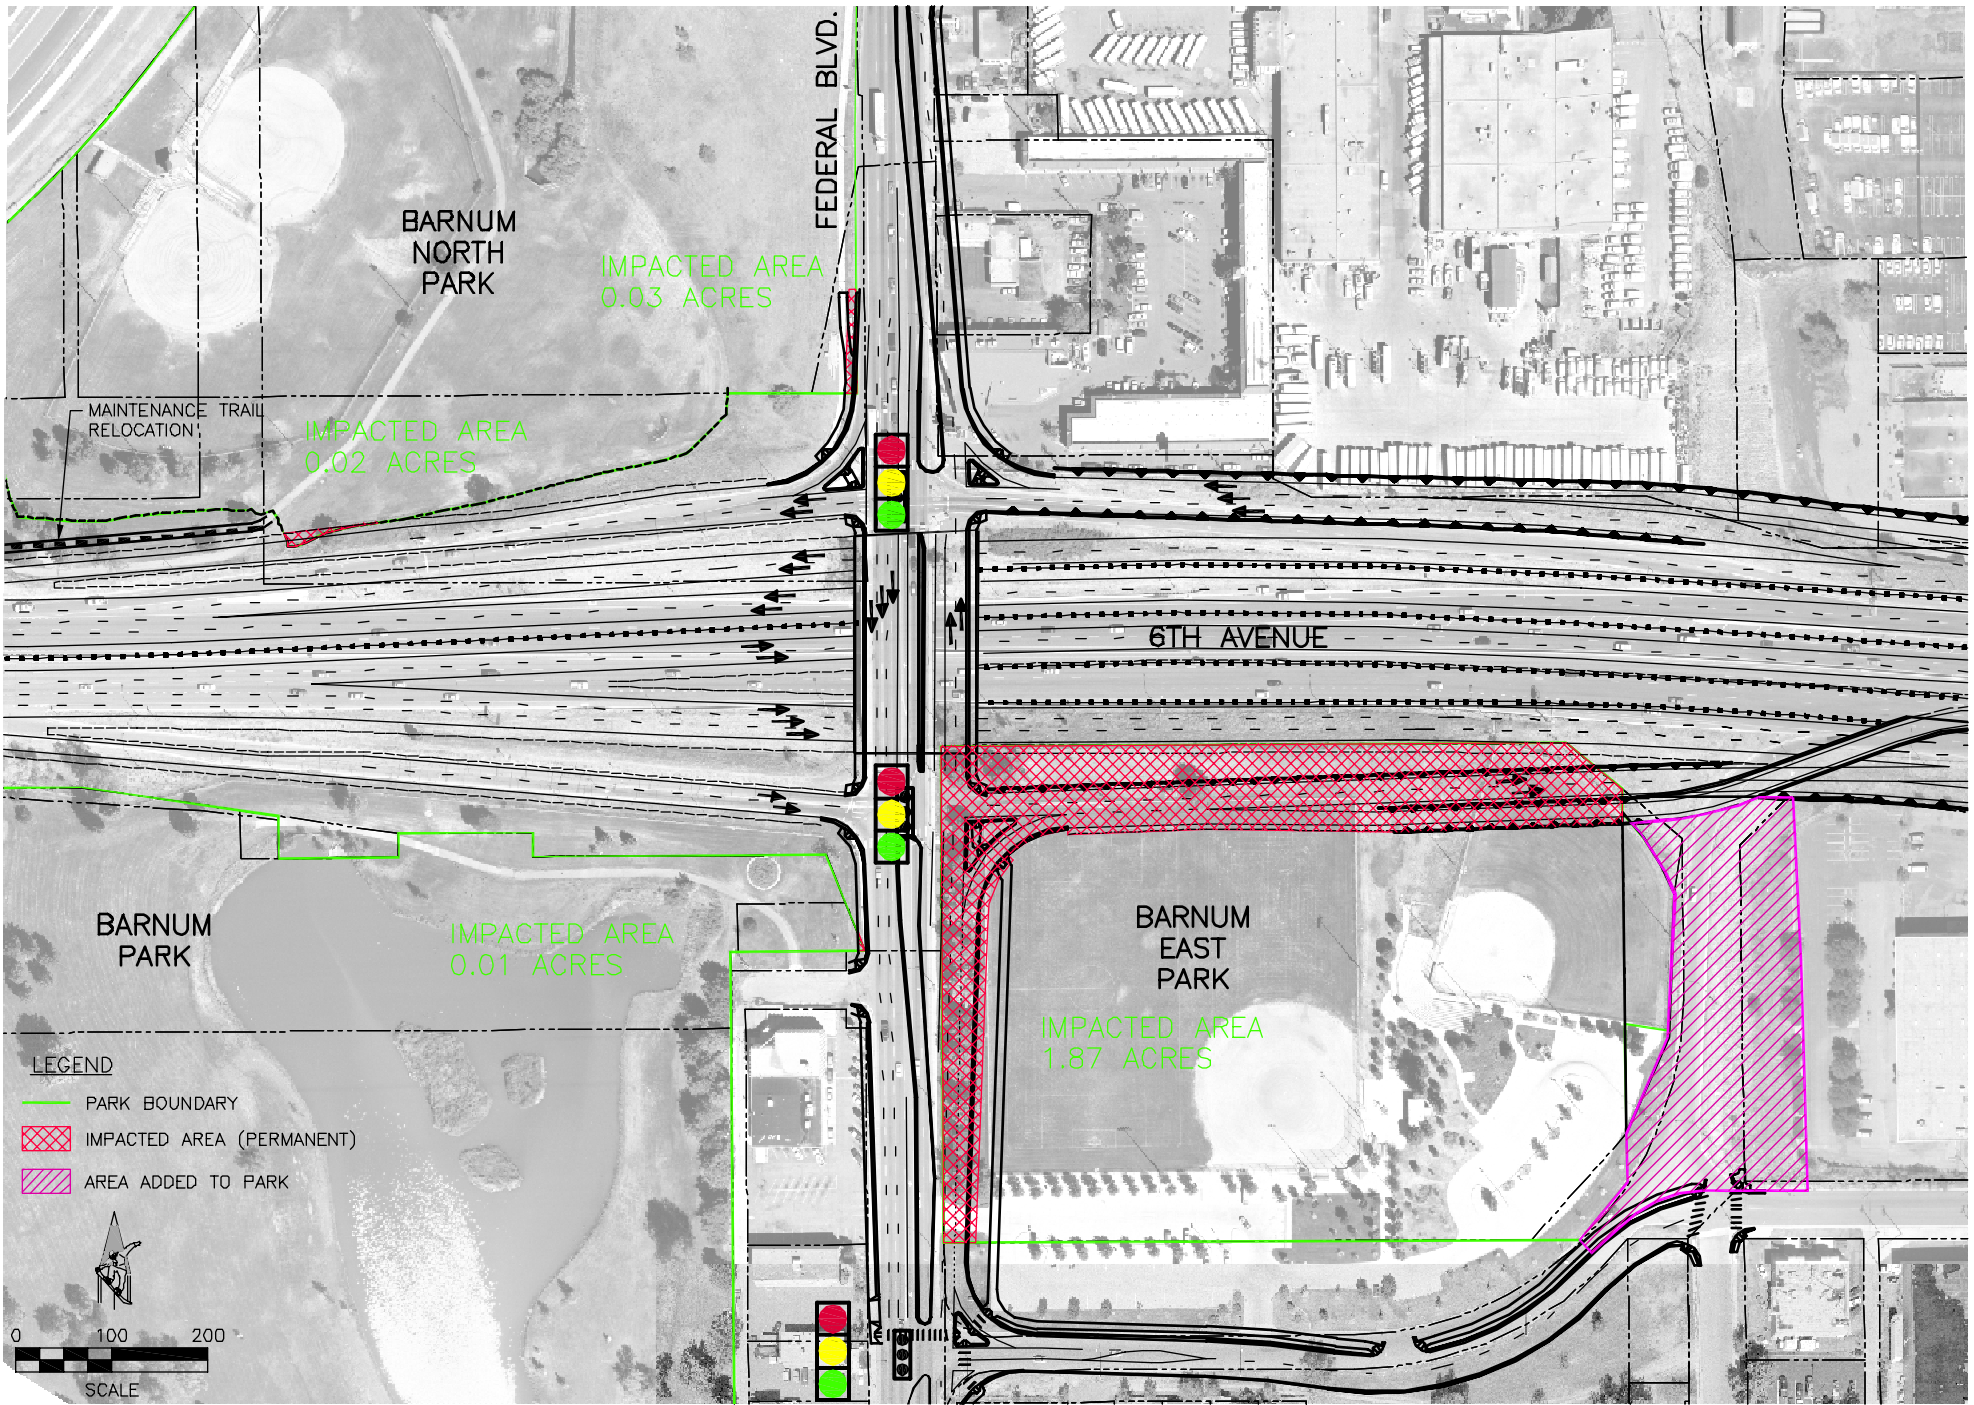 FEDERAL BLVD.
BARNUM
NORTH
PARK
IMPACTED AREA
0.03 ACRES
MAINTENANCE TRAIL
RELOCATION
IMPACTED AREA
0.02 ACRES
6TH AVENUE
BARNUM
PARK
IMPACTED AREA
0.01 ACRES
BARNUM
EAST
PARK
IMPACTED AREA
1.87 ACRES
LEGEND
PARK BOUNDARY
IMPACTED AREA (PERMANENT)
AREA ADDED TO PARK
0 100 200
SCALE